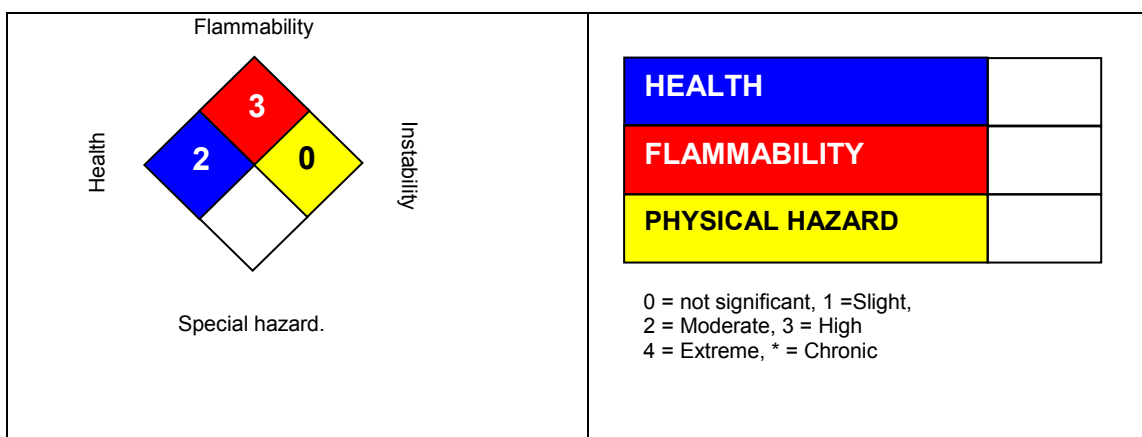 Flammability
3
Health
2
0
Instability
Special hazard.
HEALTH
FLAMMABILITY
PHYSICAL HAZARD
0 = not significant, 1 =Slight,
2 = Moderate, 3 = High
4 = Extreme, * = Chronic